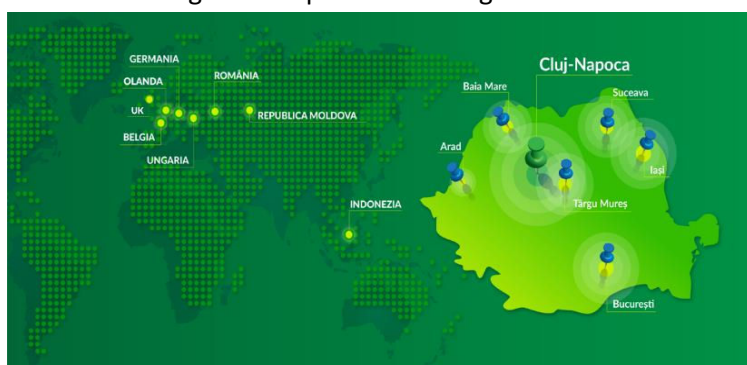 GERMANIA
OLANDA
ROMÂNIA
UK
REPUBLICA MOLDOVA
BELGIA
UNGARIA
INDONEZIA
Cluj-Napoca
Baia Mare
Suceava
Arad
Iași
Târgu Mureș
București